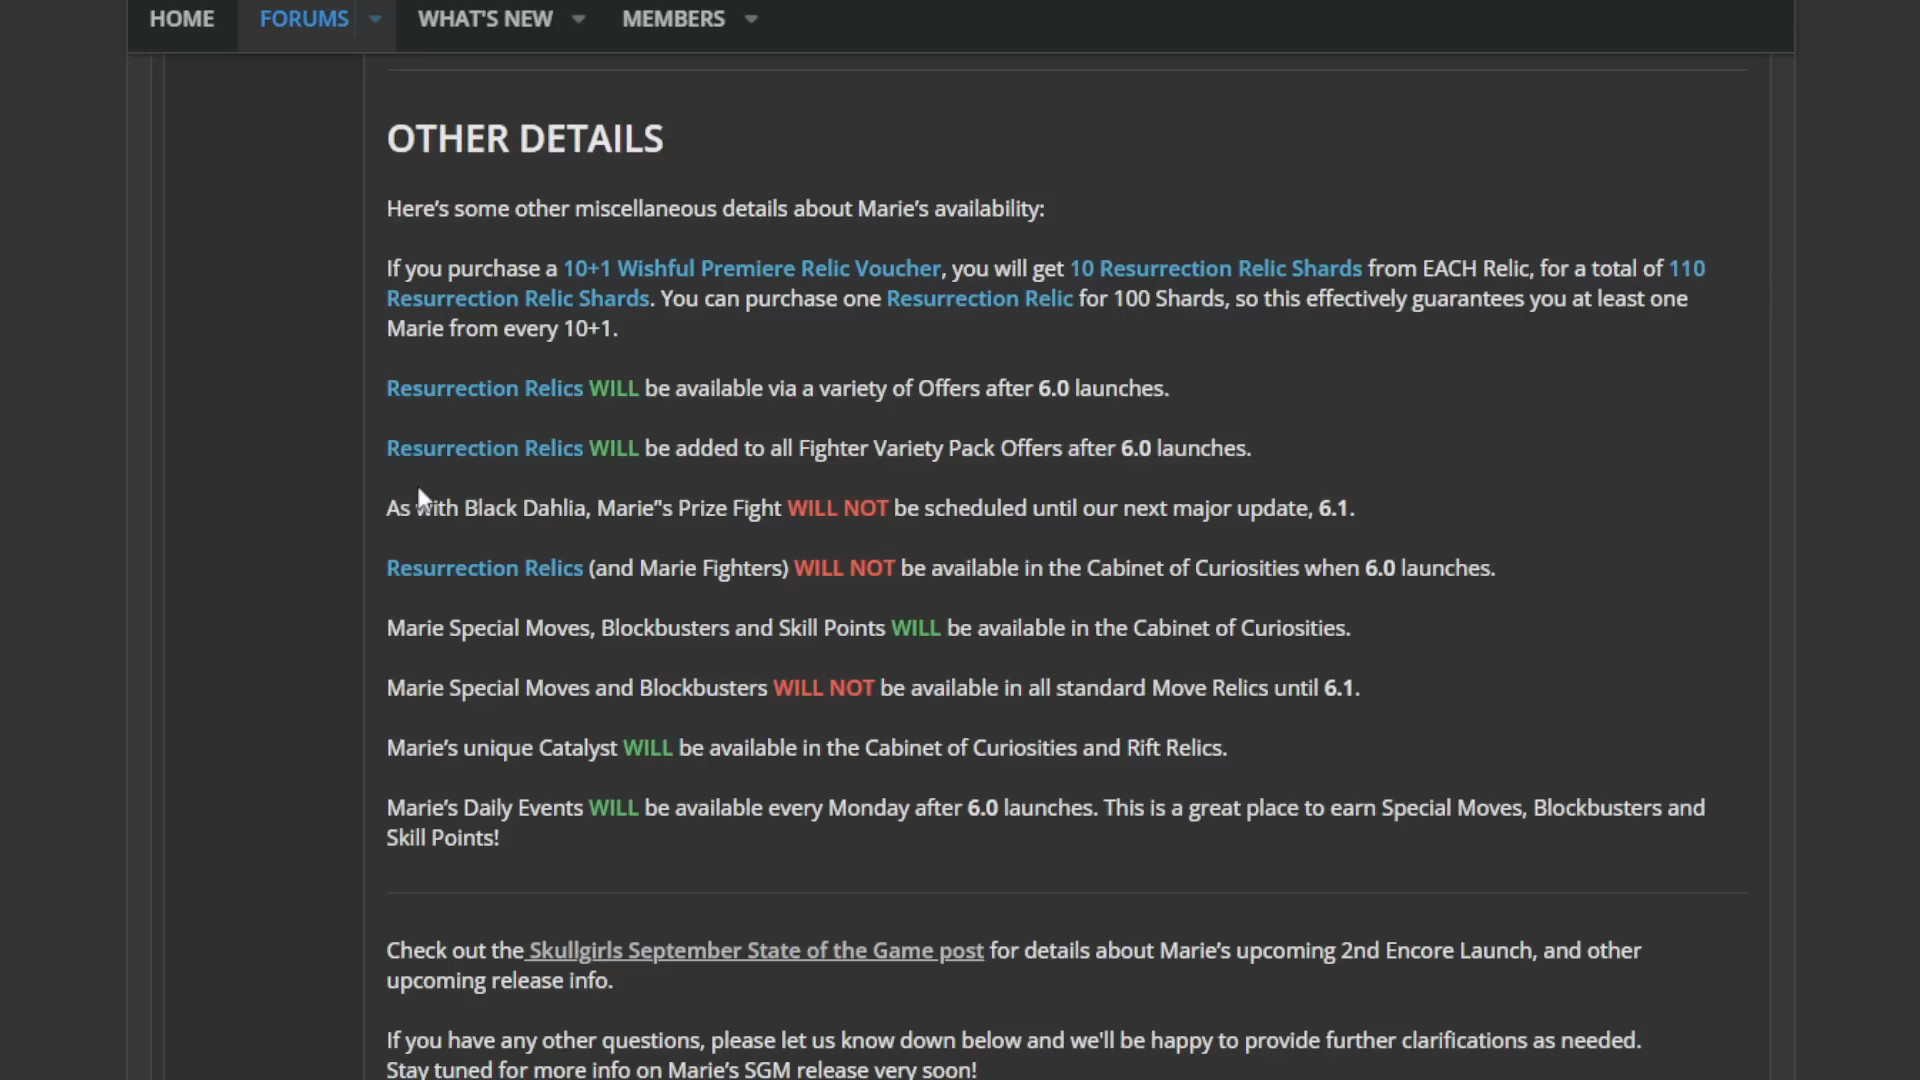 HOME FORUMS WHAT'S NEW MEMBERS
OTHER DETAILS
Here's some other miscellaneous details about Marie's availability:
If you purchase a 10+1 Wishful Premiere Relic Voucher, you will get 10 Resurrection Relic Shards from EACH Relic, for a total of 110
Resurrection Relic Shards. You can purchase one Resurrection Relic for 100 Shards, so this effectively guarantees you at least one
Marie from every 10+1.
Resurrection Relics WILL be available via a variety of Offers after 6.0 launches.
Resurrection Relics WILL be added to all Fighter Variety Pack Offers after 6.0 launches.
As with Black Dahlia, Marie"s Prize Fight WILL NOT be scheduled until our next major update, 6.1.
Resurrection Relics (and Marie Fighters) WILL NOT be available in the Cabinet of Curiosities when 6.0 launches.
Marie Special Moves, Blockbusters and Skill Points WILL be available in the Cabinet of Curiosities.
Marie Special Moves and Blockbusters WILL NOT be available in all standard Move Relics until 6.1.
Marie's unique Catalyst WILL be available in the Cabinet of Curiosities and Rift Relics.
Marie's Daily Events WILL be available every Monday after 6.0 launches. This is a great place to earn Special Moves, Blockbusters and
Skill Points!
Check out the Skullgirls September State of the Game post for details about Marie's upcoming 2nd Encore Launch, and other
upcoming release info.
If you have any other questions, please let us know down below and we'll be happy to provide further clarifications as needed.
Stay tuned for more info on Marie's SGM release very soon!